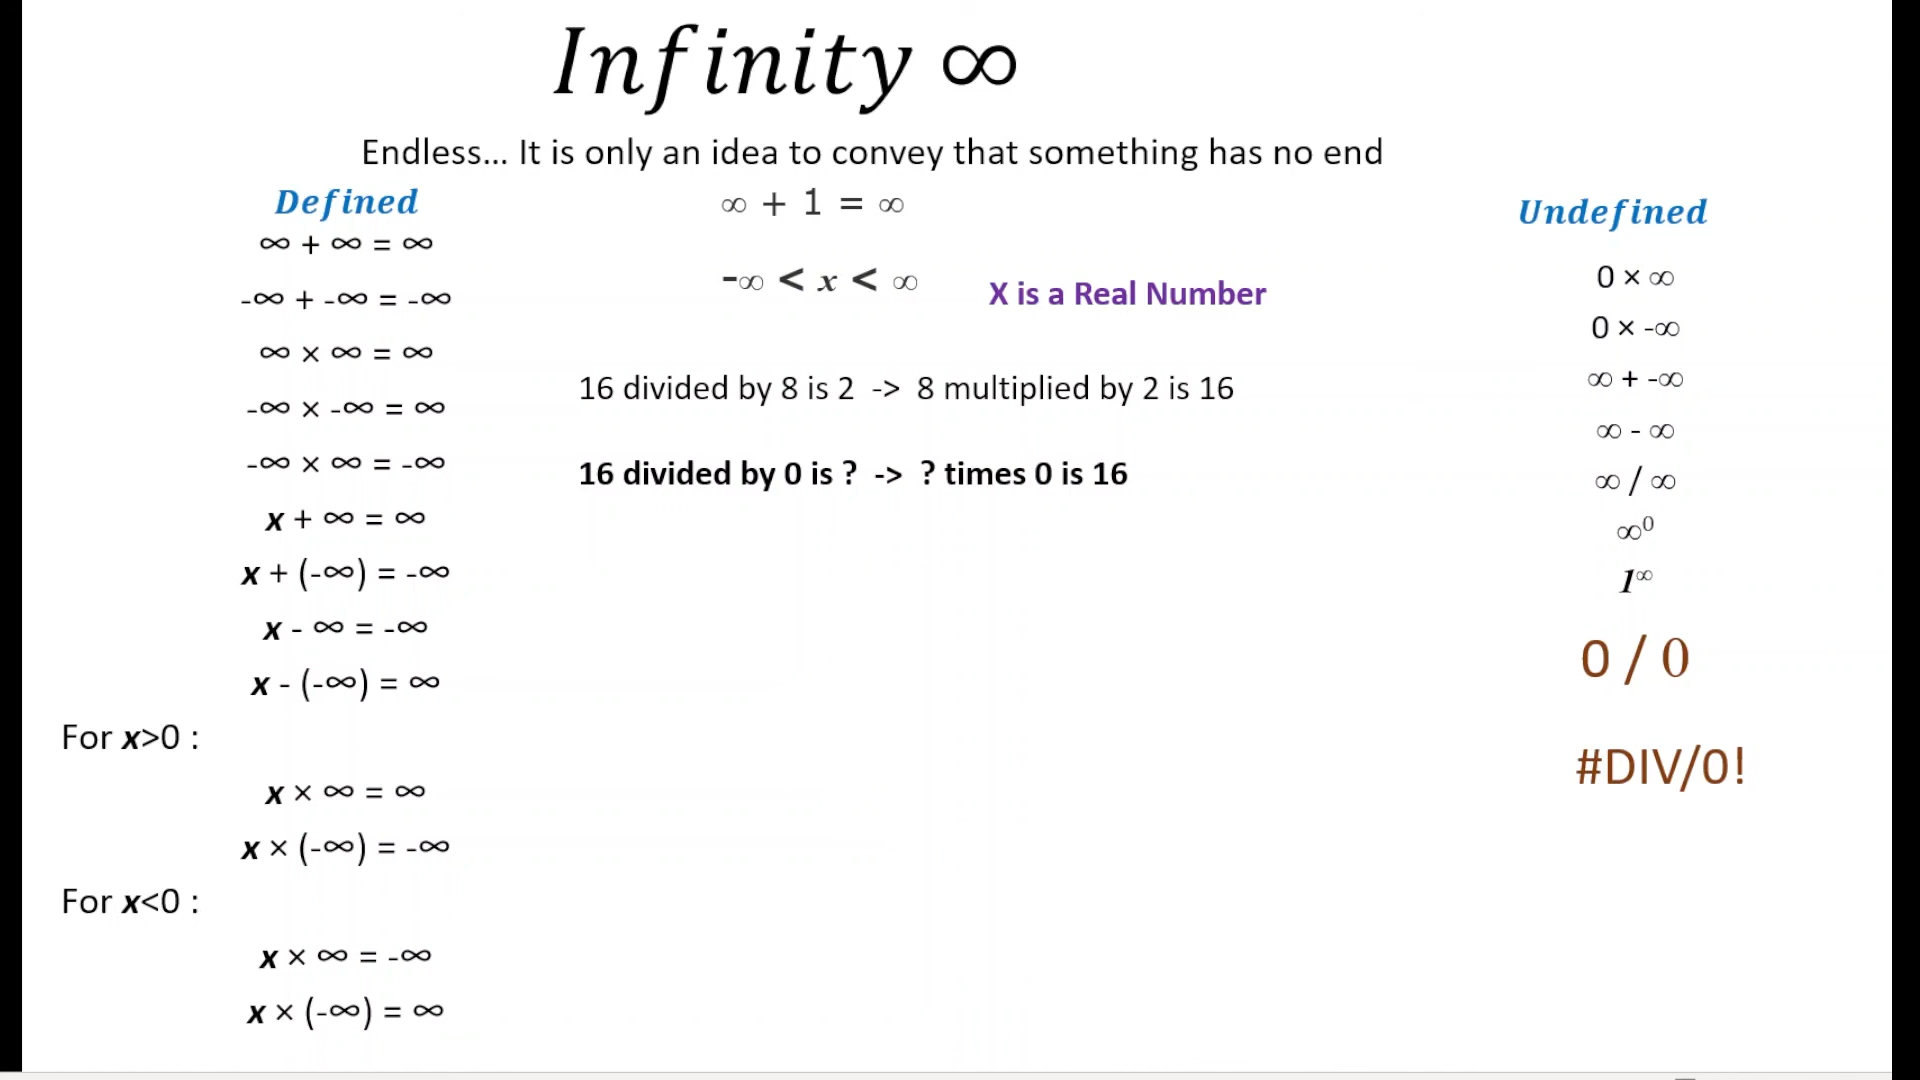 Infinity ∞
Endless... It is only an idea to convey that something has no end
Defined
∞ + ∞ = ∞
-∞ + -∞ = -∞
∞ × ∞ = ∞
-∞ × -∞ = ∞
-∞ × ∞ = -∞
x + ∞ = ∞
x + (-∞) = -∞
x - ∞ = -∞
x - (-∞) = ∞
For x>0 :
x × ∞ = ∞
x × (-∞) = -∞
For x<0 :
x × ∞ = -∞
x × (-∞) = ∞
∞ + 1 = ∞
-∞ < x < ∞
X is a Real Number
16 divided by 8 is 2 -> 8 multiplied by 2 is 16
16 divided by 0 is ? -> ? times 0 is 16
Undefined
0 × ∞
0 × -∞
∞ + -∞
∞ - ∞
∞ / ∞
∞⁰
1^∞
0 / 0
#DIV/0!